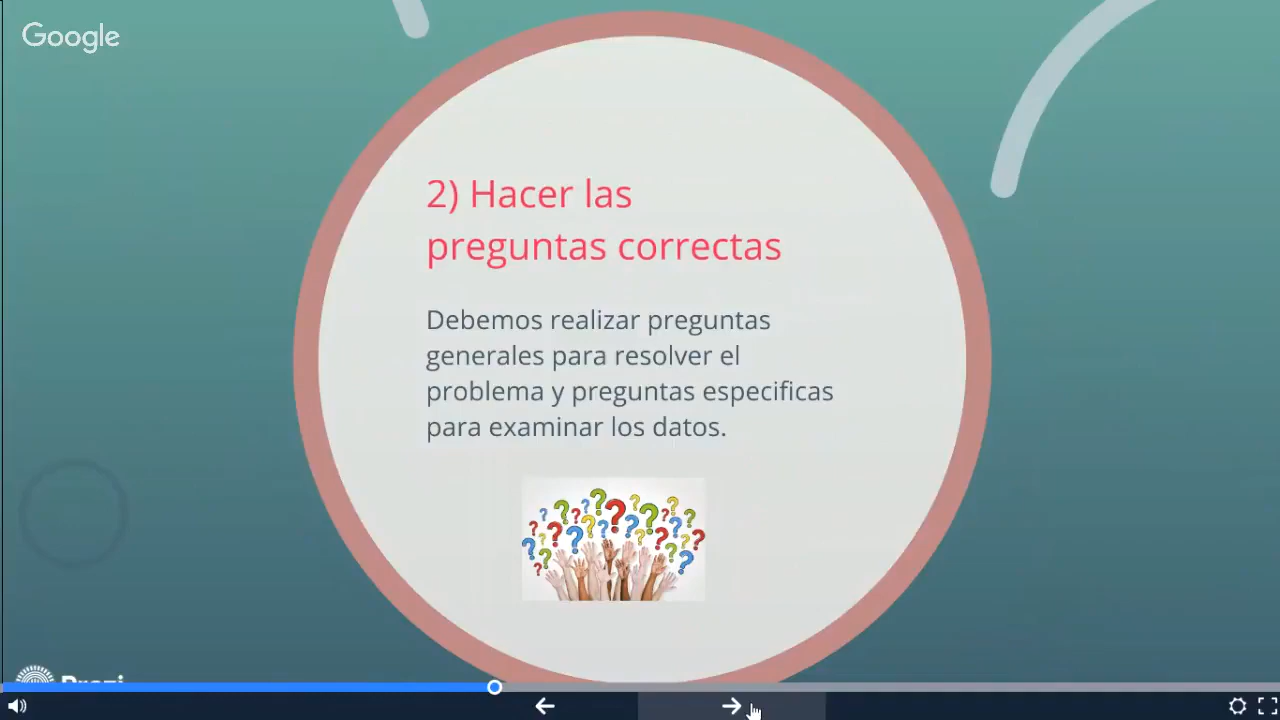 Google
2) Hacer las
preguntas correctas
Debemos realizar preguntas
generales para resolver el
problema y preguntas especificas
para examinar los datos.
Prezi